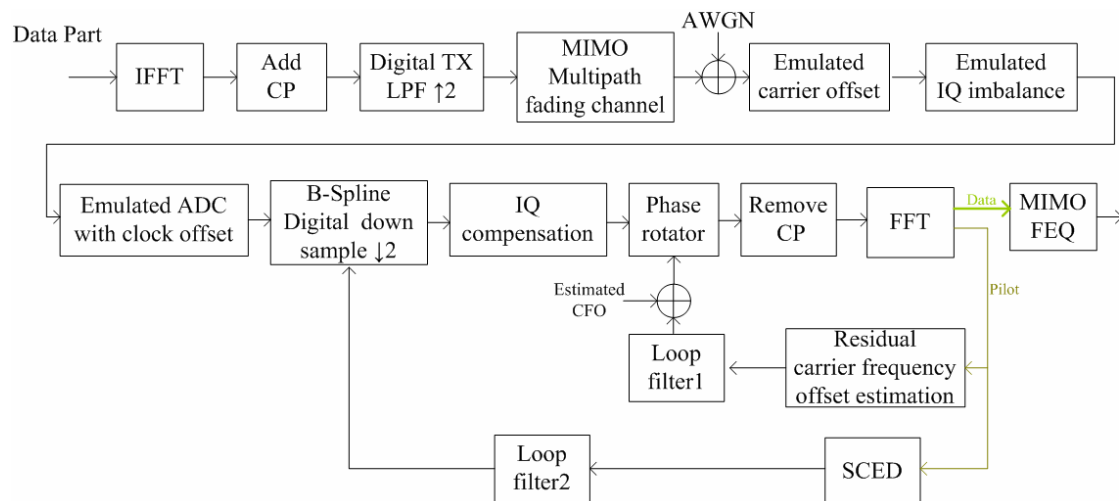 Data Part
IFFT
Add
CP
Digital TX
LPF ↑2
MIMO
Multipath
fading channel
AWGN
Emulated
carrier offset
Emulated
IQ imbalance
Emulated ADC
with clock offset
B-Spline
Digital down
sample ↓2
IQ
compensation
Phase
rotator
Remove
CP
FFT
Data
MIMO
FEQ
Estimated
CFO
Pilot
Loop
filter1
Residual
carrier frequency
offset estimation
Loop
filter2
SCED